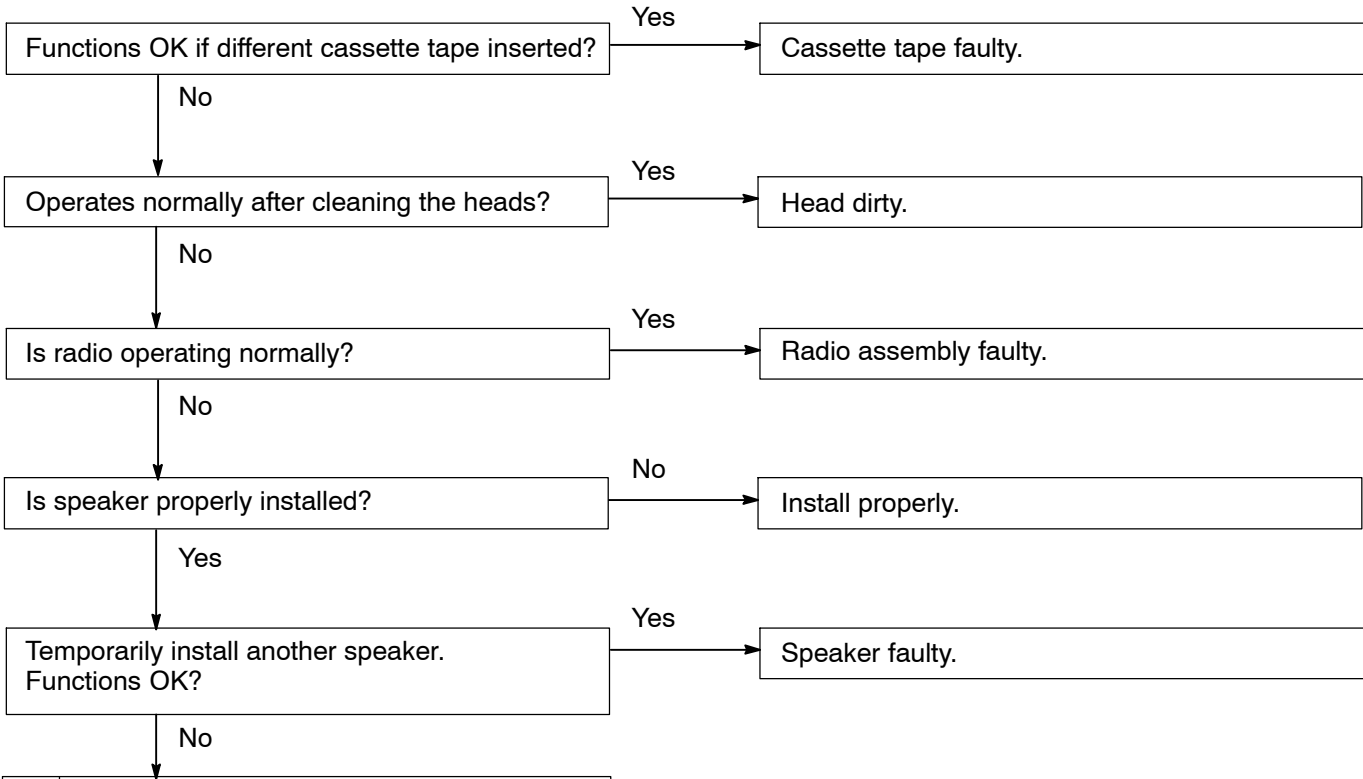 Yes
Functions OK if different cassette tape inserted?
Cassette tape faulty.
No
Yes
Operates normally after cleaning the heads?
Head dirty.
No
Yes
Is radio operating normally?
Radio assembly faulty.
No
No
Is speaker properly installed?
Install properly.
Yes
Yes
Temporarily install another speaker.
Functions OK?
Speaker faulty.
No